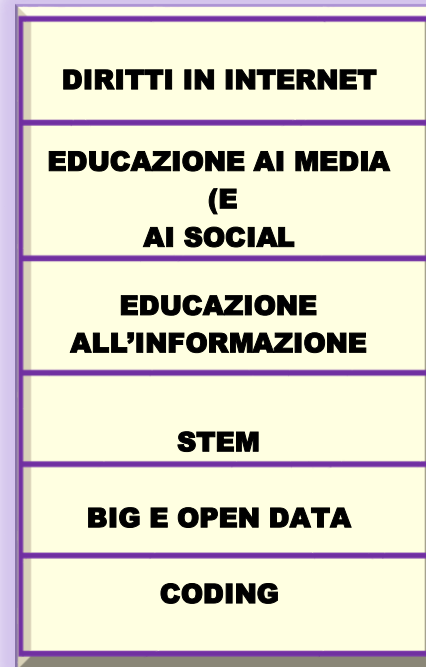 DIRITTI IN INTERNET
EDUCAZIONE AI MEDIA
(E
AI SOCIAL
EDUCAZIONE
ALL’INFORMAZIONE
STEM
BIG E OPEN DATA
CODING